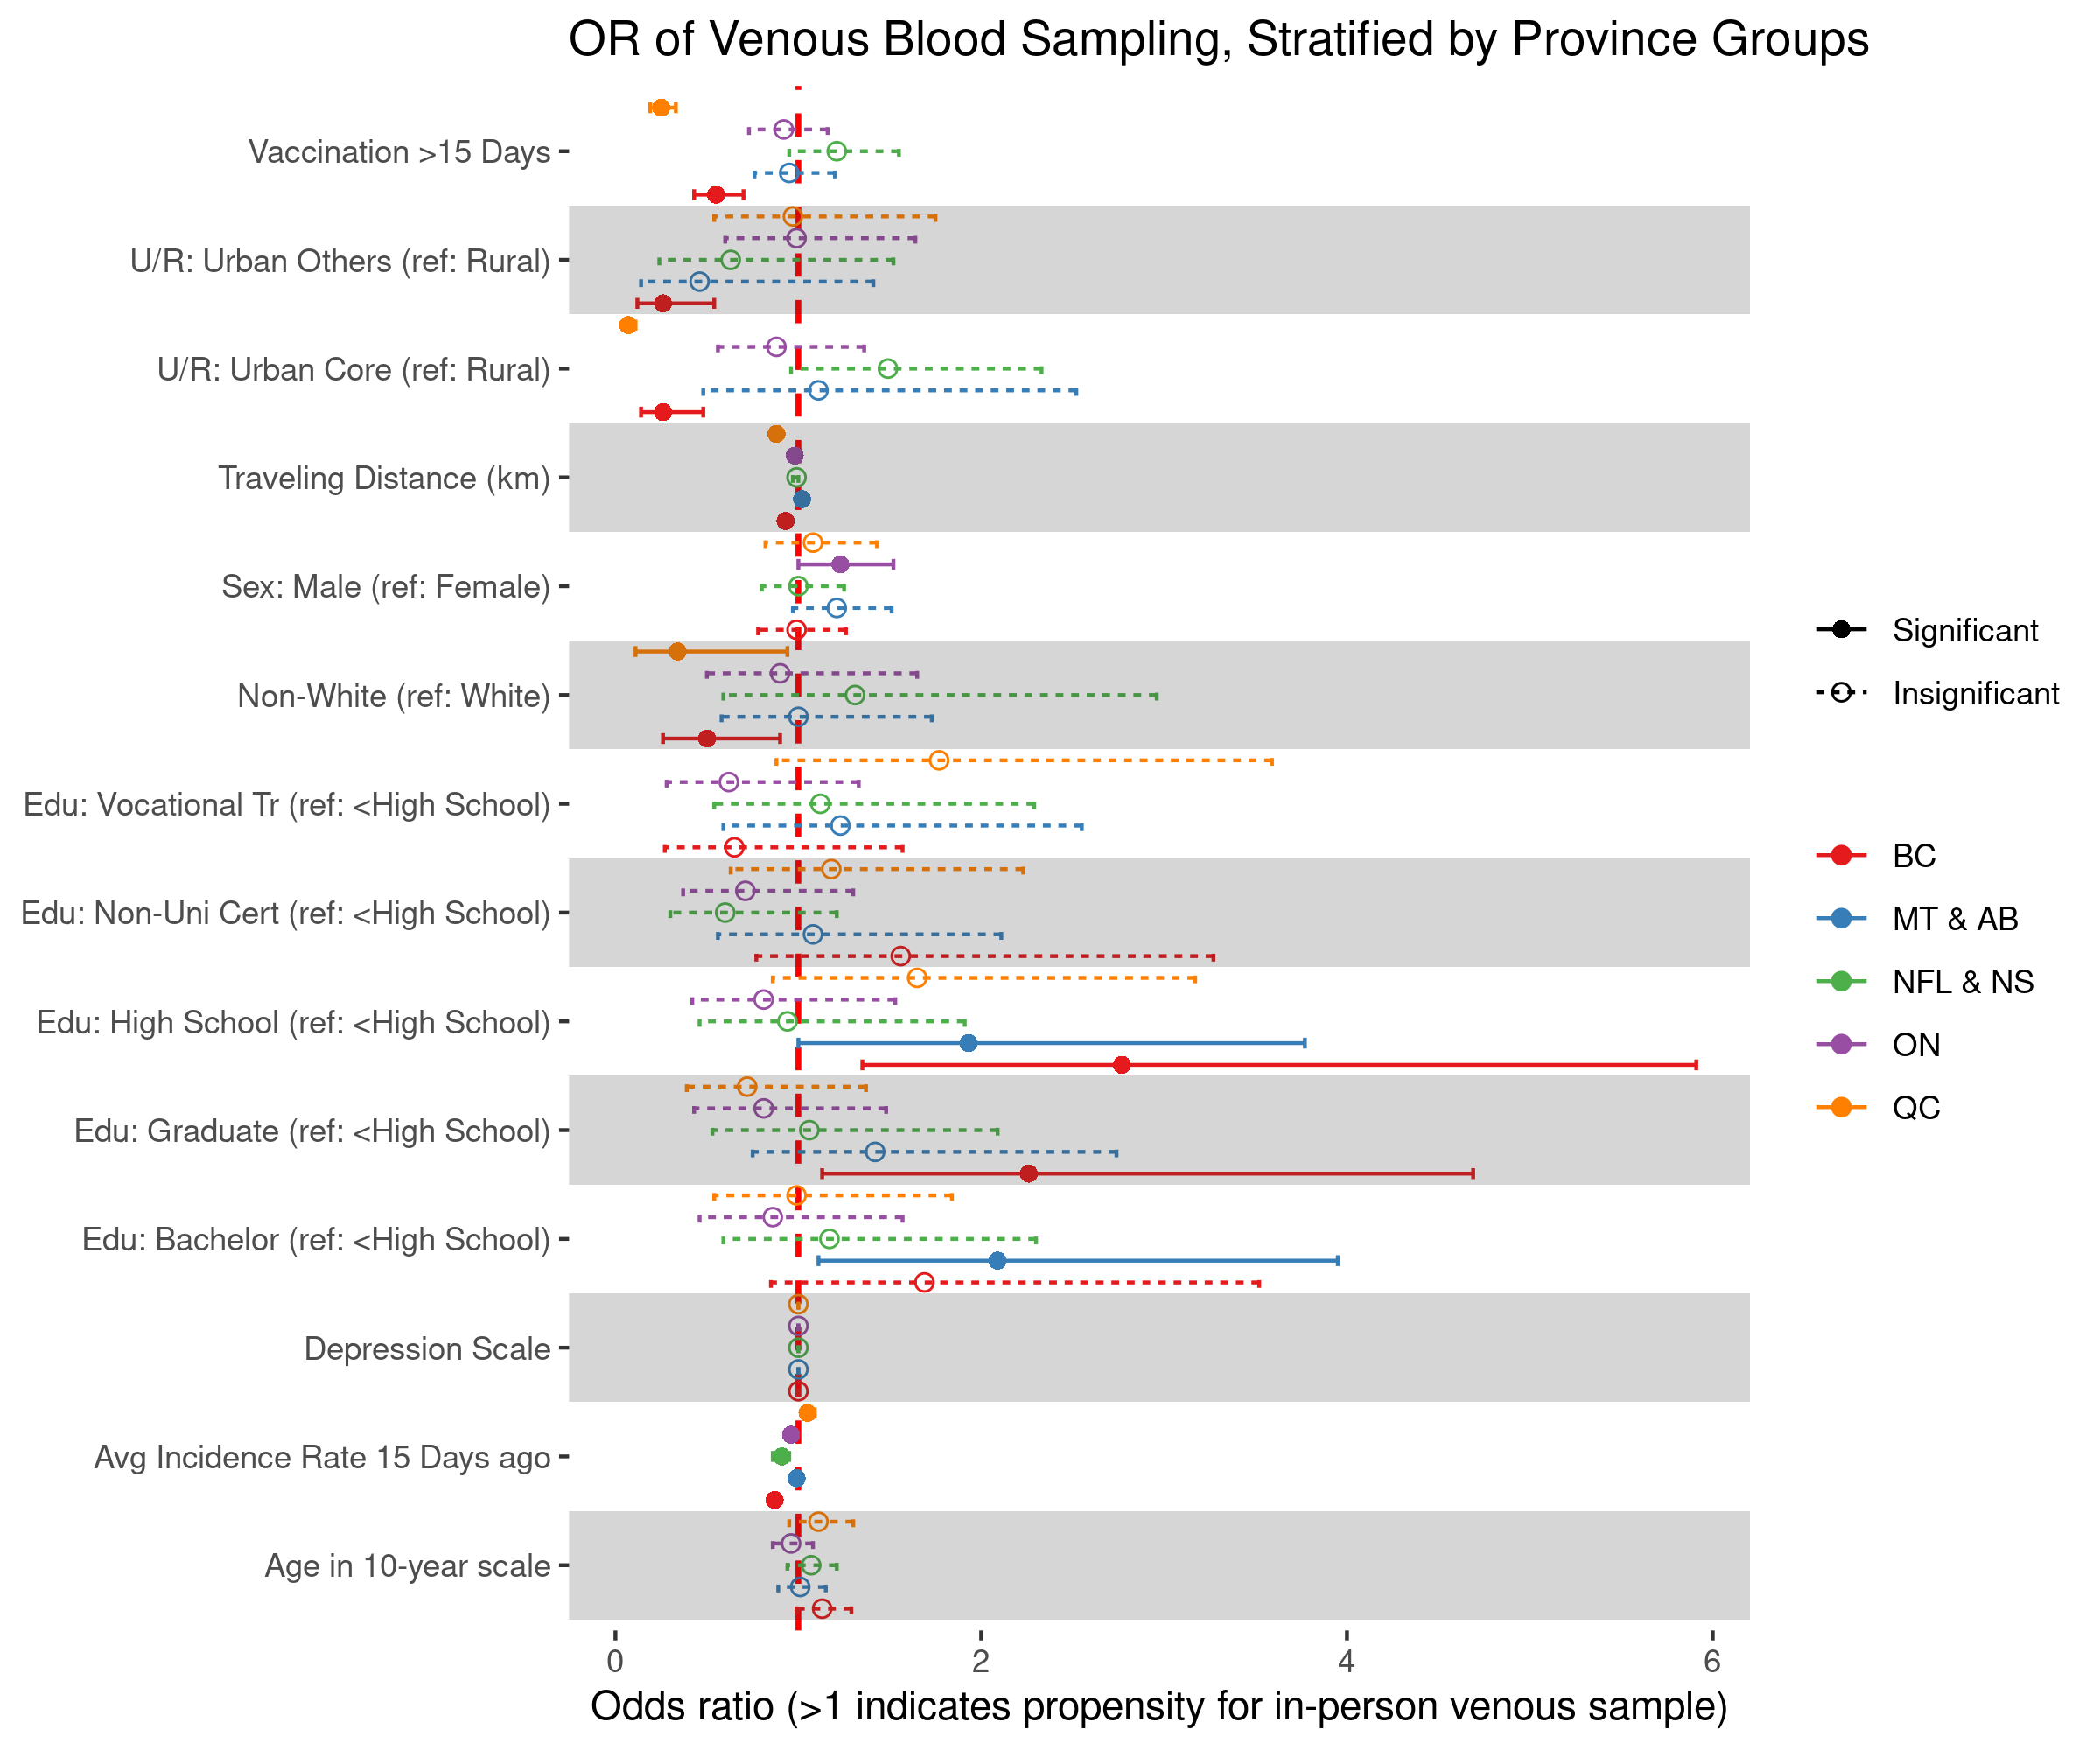 OR of Venous Blood Sampling, Stratified by Province Groups
Vaccination >15 Days
U/R: Urban Others (ref: Rural)
U/R: Urban Core (ref: Rural)
Traveling Distance (km)
Sex: Male (ref: Female)
Non-White (ref: White)
Edu: Vocational Tr (ref: <High School)
Edu: Non-Uni Cert (ref: <High School)
Edu: High School (ref: <High School)
Edu: Graduate (ref: <High School)
Edu: Bachelor (ref: <High School)
Depression Scale
Avg Incidence Rate 15 Days ago
Age in 10-year scale
0 2 4 6
Odds ratio (>1 indicates propensity for in-person venous sample)
Significant
Insignificant
BC
MT & AB
NFL & NS
ON
QC